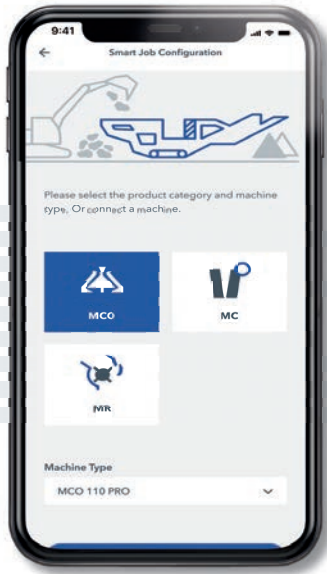 9:41
Smart Job Configuration
Please select the product category and machine
type, Or connect a machine.
MCO
MC
MR
Machine Type
MCO 110 PRO